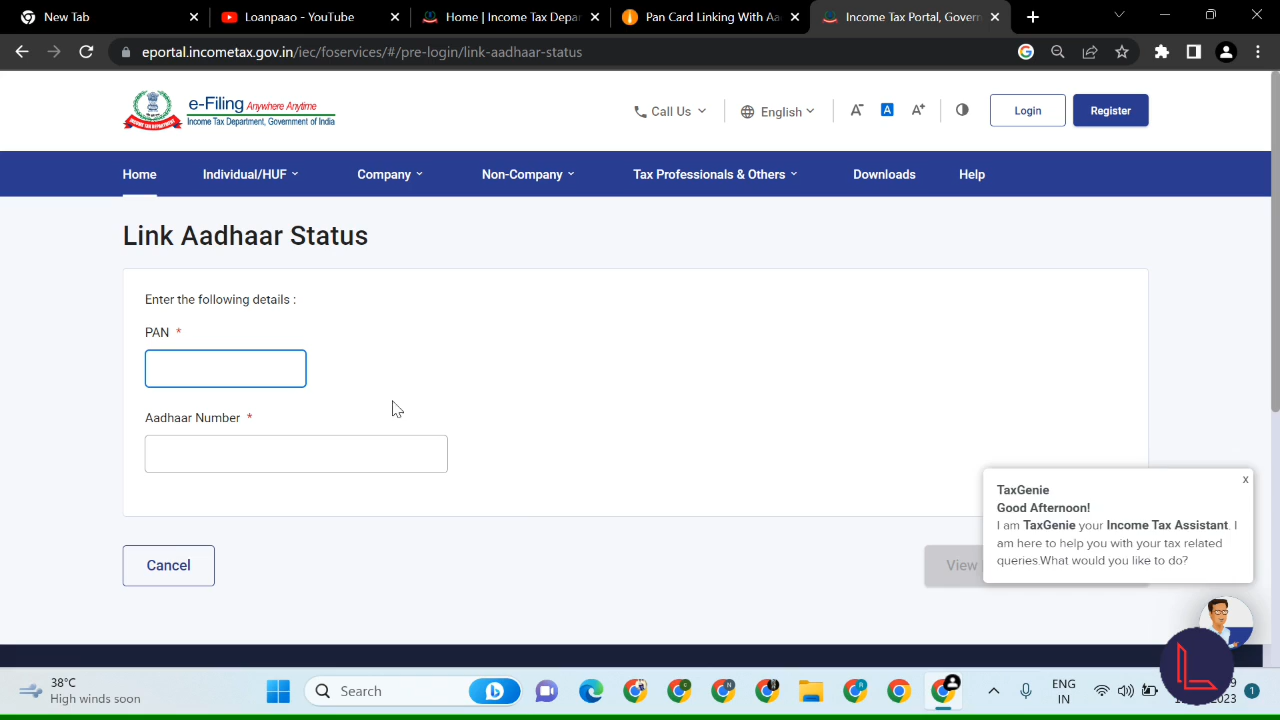 New Tab
Loanpaao - YouTube
Home | Income Tax Depar
Pan Card Linking With Aa
Income Tax Portal, Govern
eportal.incometax.gov.in/iec/foservices/#/pre-login/link-aadhaar-status
e-Filing Anywhere Anytime
Income Tax Department, Government of India
Call Us
English
A-
A
A+
Login
Register
Home
Individual/HUF
Company
Non-Company
Tax Professionals & Others
Downloads
Help
Link Aadhaar Status
Enter the following details :
PAN *
Aadhaar Number *
Cancel
View
x
TaxGenie
Good Afternoon!
I am TaxGenie your Income Tax Assistant. I
am here to help you with your tax related
queries.What would you like to do?
38°C
High winds soon
Search
ENG
IN
2023
1